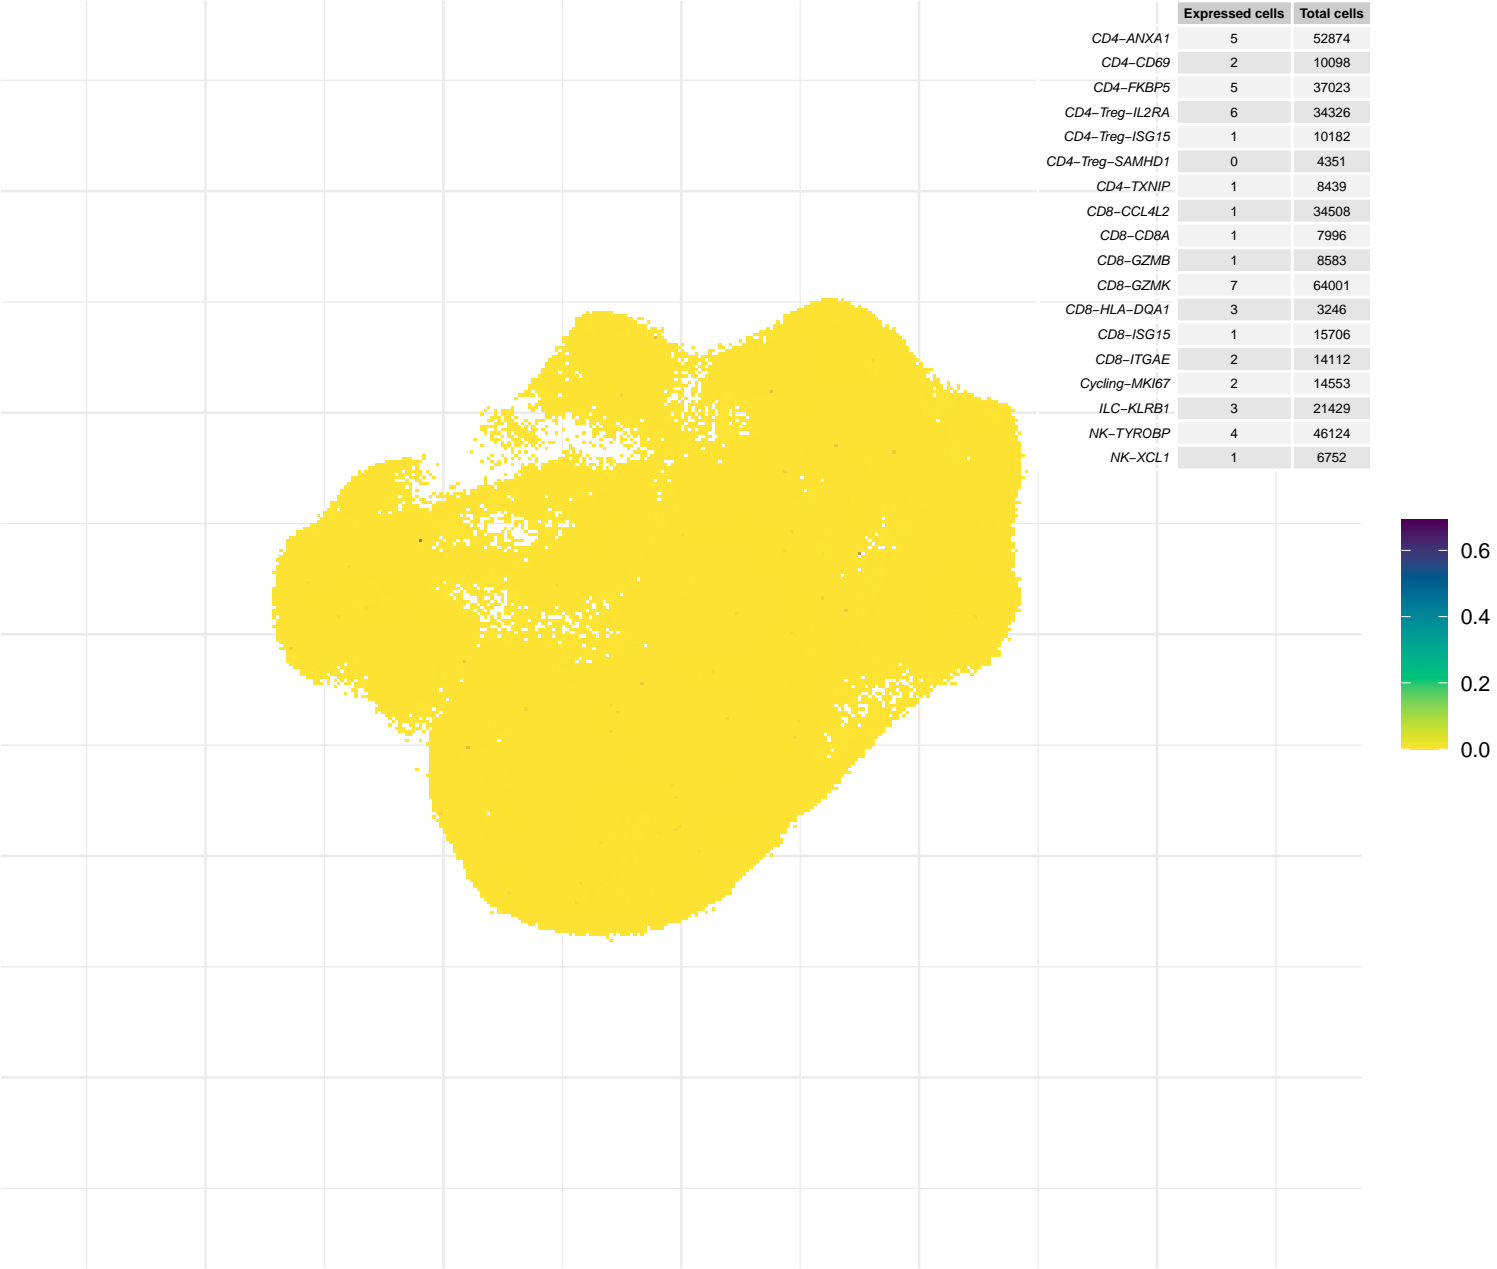 Expressed cells Total cells
CD4−ANXA1 5 52874
CD4−CD69 2 10098
CD4−FKBP5 5 37023
CD4−Treg−IL2RA 6 34326
CD4−Treg−ISG15 1 10182
CD4−Treg−SAMHD1 0 4351
CD4−TXNIP 1 8439
CD8−CCL4L2 1 34508
CD8−CD8A 1 7996
CD8−GZMB 1 8583
CD8−GZMK 7 64001
CD8−HLA−DQA1 3 3246
CD8−ISG15 1 15706
CD8−ITGAE 2 14112
Cycling−MKI67 2 14553
ILC−KLRB1 3 21429
NK−TYROBP 4 46124
NK−XCL1 1 6752
0.6
0.4
0.2
0.0